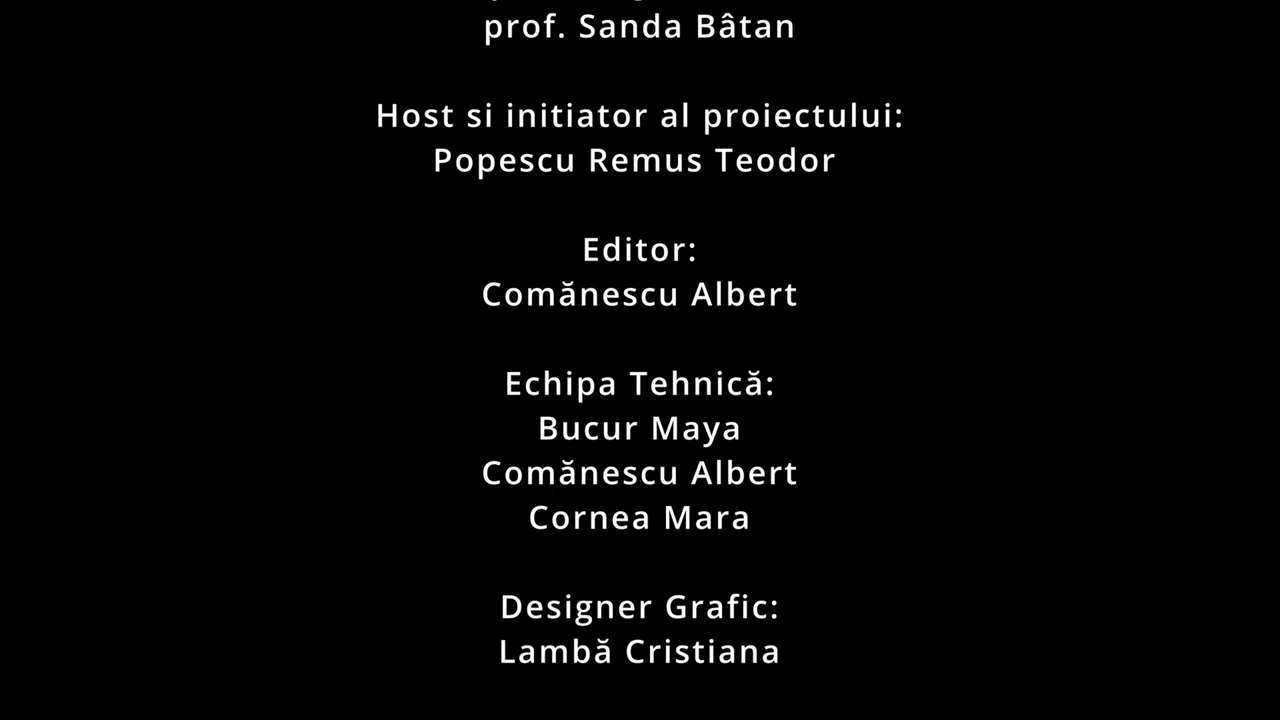 prof. Sanda Bâtan
Host si initiator al proiectului:
Popescu Remus Teodor
Editor:
Comănescu Albert
Echipa Tehnică:
Bucur Maya
Comănescu Albert
Cornea Mara
Designer Grafic:
Lambă Cristiana